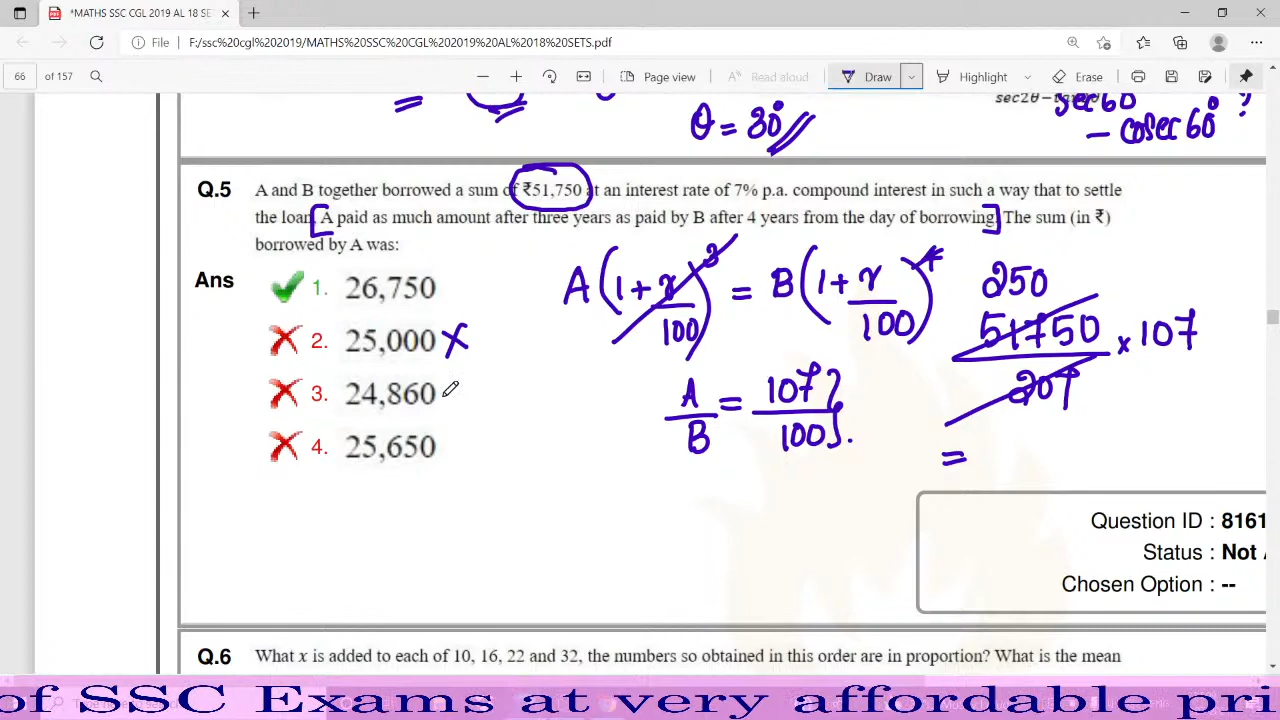 *MATHS SSC CGL 2019 AL 18 SE
File F:/ssc%20cgl%202019/MATHS%20SSC%20CGL%202019%20AL%2018%20SETS.pdf
66 of 157 Page view Read aloud Draw Highlight Erase
θ = 30°
sec60°
- cosec60° ?
Q.5 A and B together borrowed a sum of ₹51,750 at an interest rate of 7% p.a. compound interest in such a way that to settle
the loan, A paid as much amount after three years as paid by B after 4 years from the day of borrowing. The sum (in ₹)
borrowed by A was:
Ans
1. 26,750
2. 25,000 x
3. 24,860
4. 25,650
A(1+r/100)^3 = B(1+r/100)^4
A/B = 107/100
250
51750/207 × 107
=
Question ID : 8161
Status : Not
Chosen Option : --
Q.6 What x is added to each of 10, 16, 22 and 32, the numbers so obtained in this order are in proportion? What is the mean
of SSC Exams at very affordable pri